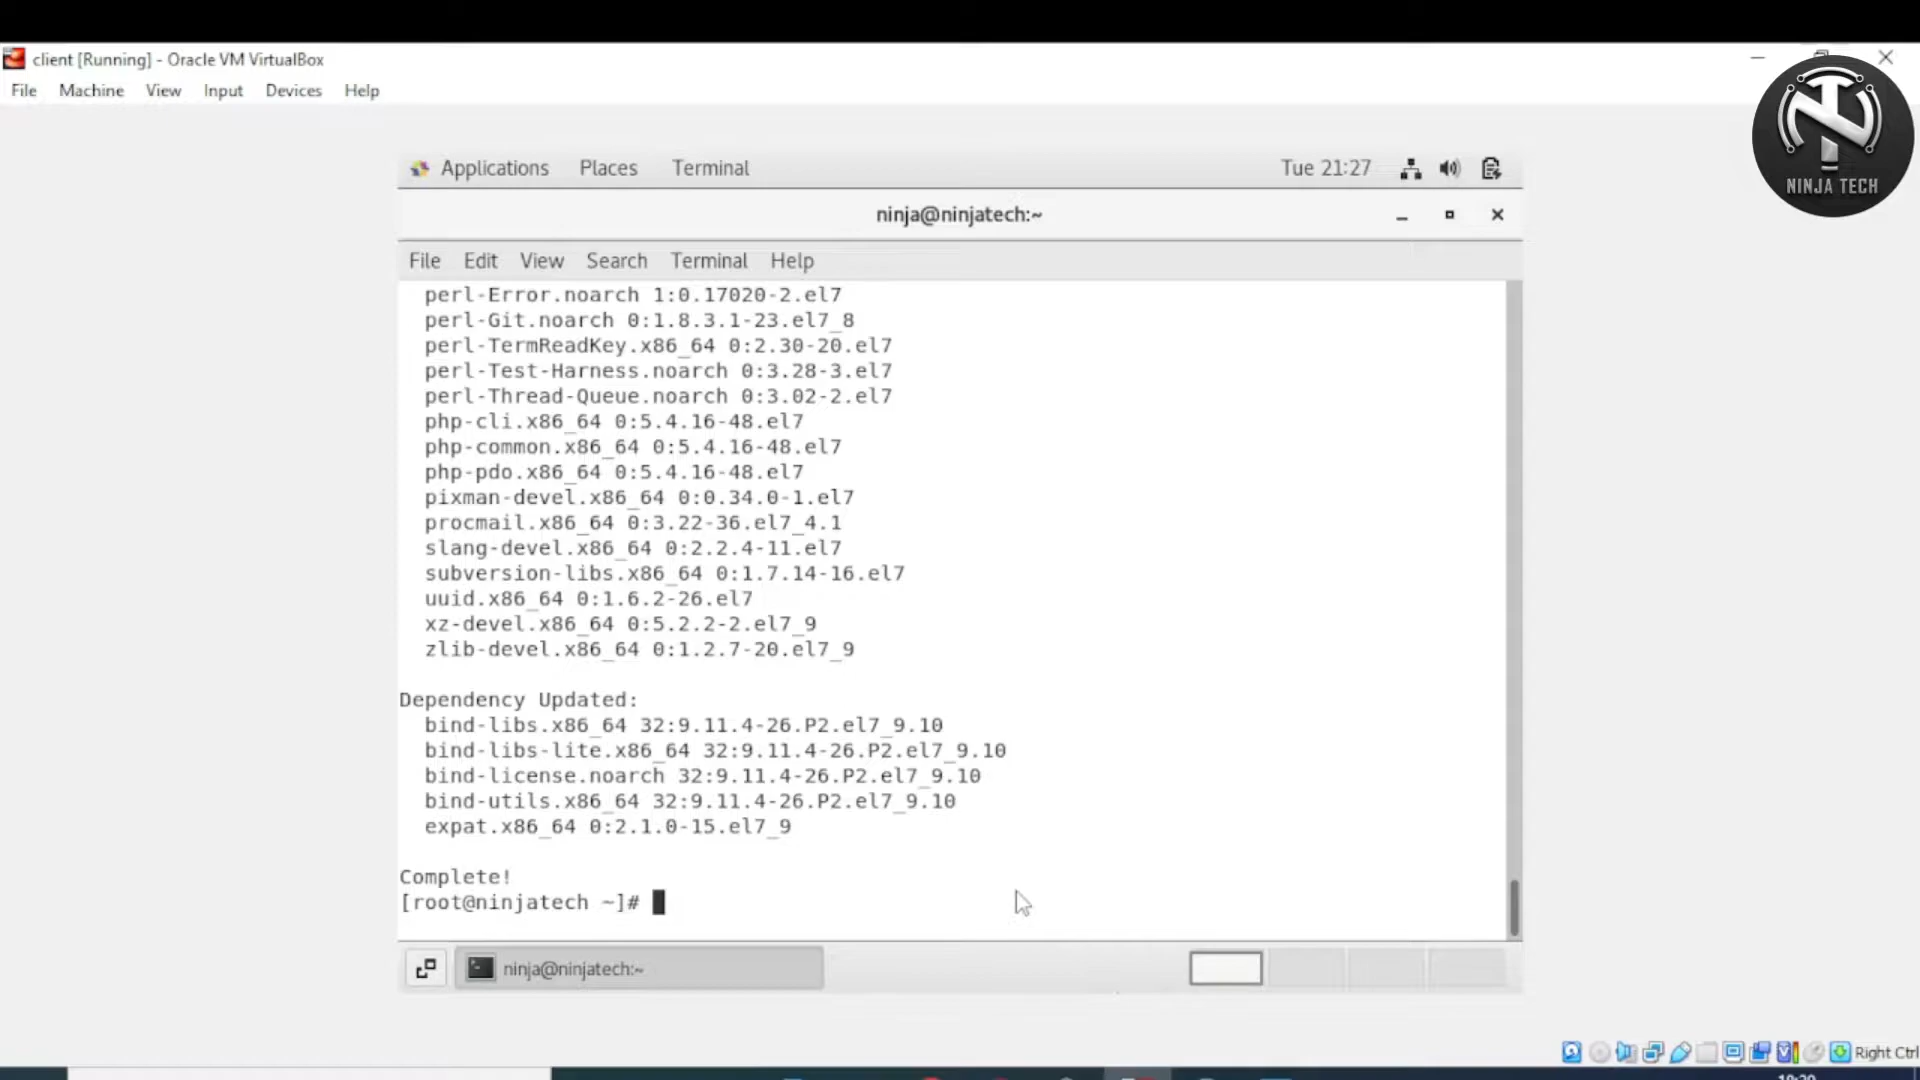 client [Running] - Oracle VM VirtualBox
File Machine View Input Devices Help
NINJA TECH
Applications Places Terminal Tue 21:27
ninja@ninjatech:~
File Edit View Search Terminal Help
perl-Error.noarch 1:0.17020-2.el7
perl-Git.noarch 0:1.8.3.1-23.el7_8
perl-TermReadKey.x86_64 0:2.30-20.el7
perl-Test-Harness.noarch 0:3.28-3.el7
perl-Thread-Queue.noarch 0:3.02-2.el7
php-cli.x86_64 0:5.4.16-48.el7
php-common.x86_64 0:5.4.16-48.el7
php-pdo.x86_64 0:5.4.16-48.el7
pixman-devel.x86_64 0:0.34.0-1.el7
procmail.x86_64 0:3.22-36.el7_4.1
slang-devel.x86_64 0:2.2.4-11.el7
subversion-libs.x86_64 0:1.7.14-16.el7
uuid.x86_64 0:1.6.2-26.el7
xz-devel.x86_64 0:5.2.2-2.el7_9
zlib-devel.x86_64 0:1.2.7-20.el7_9
Dependency Updated:
bind-libs.x86_64 32:9.11.4-26.P2.el7_9.10
bind-libs-lite.x86_64 32:9.11.4-26.P2.el7_9.10
bind-license.noarch 32:9.11.4-26.P2.el7_9.10
bind-utils.x86_64 32:9.11.4-26.P2.el7_9.10
expat.x86_64 0:2.1.0-15.el7_9
Complete!
[root@ninjatech ~]#
ninja@ninjatech:~
Right Ctrl